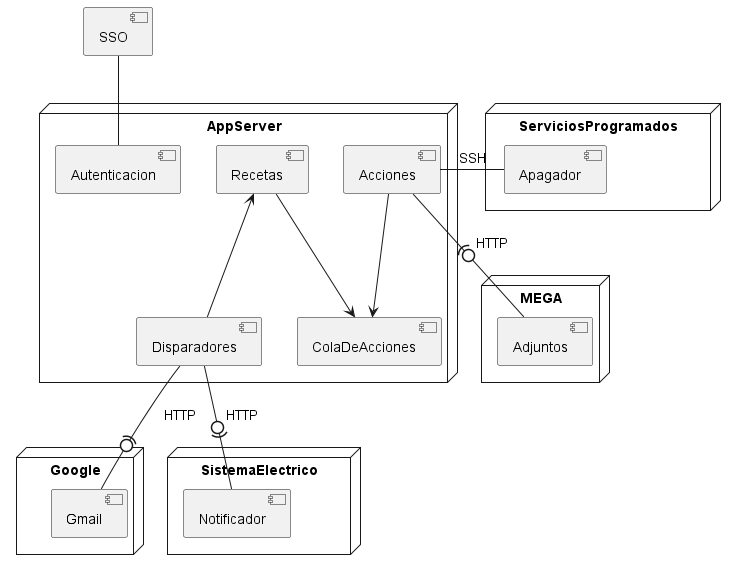 SSO
AppServer
ServiciosProgramados
Autenticacion
Recetas
Acciones
SSH
Apagador
HTTP
MEGA
Disparadores
ColaDeAcciones
Adjuntos
HTTP
HTTP
Google
SistemaElectrico
Gmail
Notificador